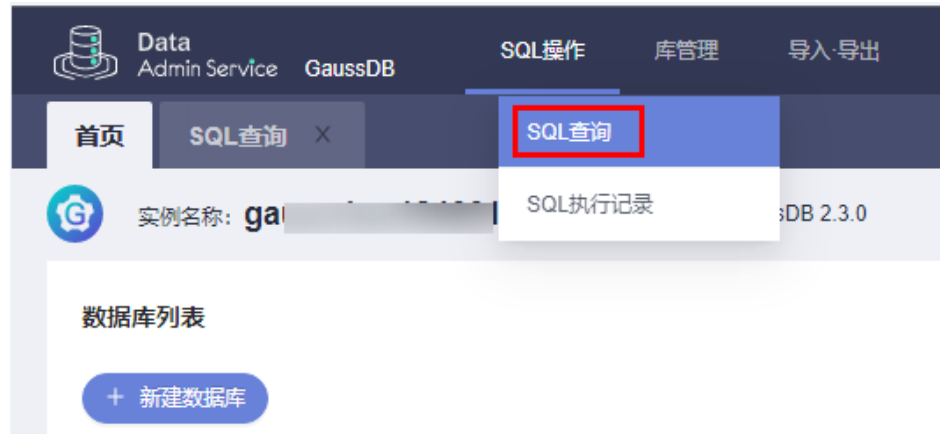 Data
Admin Service GaussDB SQL操作 库管理 导入·导出
首页 SQL查询 X SQL查询
实例名称: SQL执行记录 DB 2.3.0
数据库列表
+ 新建数据库